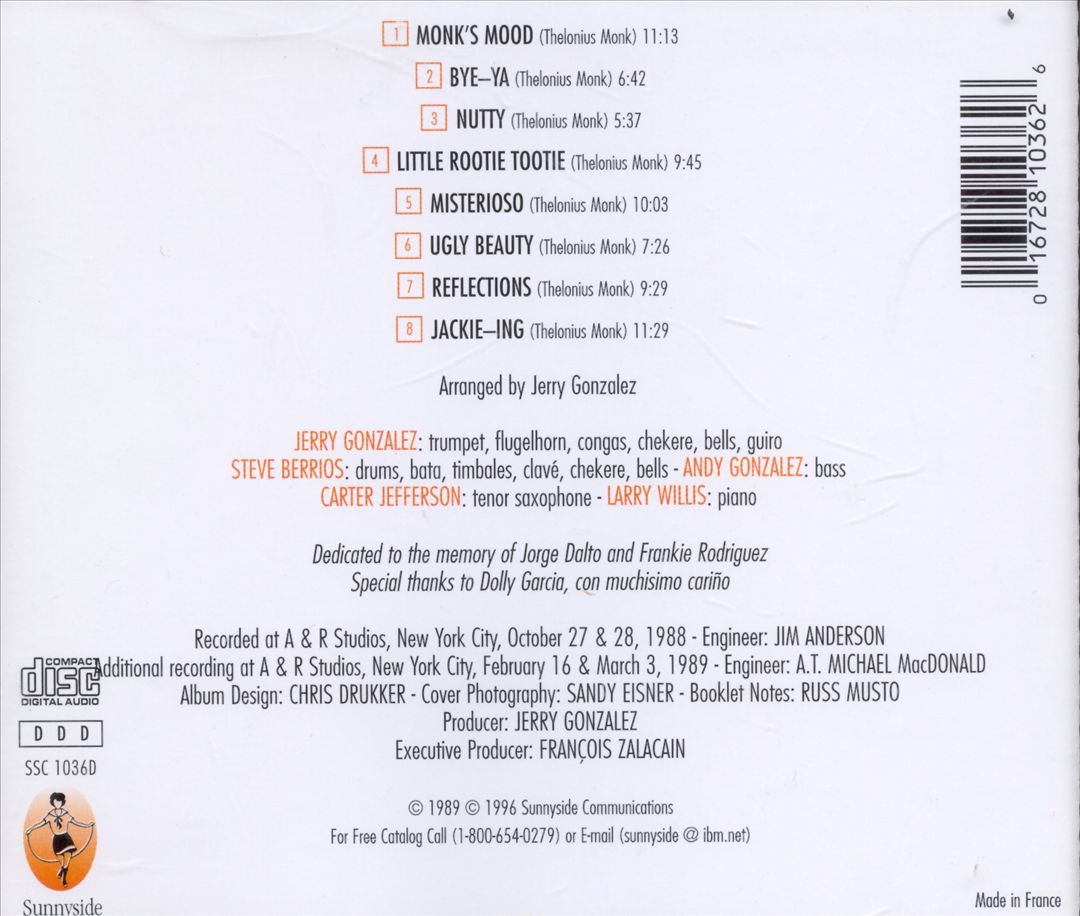 1 MONK'S MOOD (Thelonius Monk) 11:13
2 BYE–YA (Thelonius Monk) 6:42
3 NUTTY (Thelonius Monk) 5:37
4 LITTLE ROOTIE TOOTIE (Thelonius Monk) 9:45
5 MISTERIOSO (Thelonius Monk) 10:03
6 UGLY BEAUTY (Thelonius Monk) 7:26
7 REFLECTIONS (Thelonius Monk) 9:29
8 JACKIE–ING (Thelonius Monk) 11:29
0 16728 10362 6
Arranged by Jerry Gonzalez
JERRY GONZALEZ: trumpet, flugelhorn, congas, chekere, bells, guiro
STEVE BERRIOS: drums, bata, timbales, clavé, chekere, bells - ANDY GONZALEZ: bass
CARTER JEFFERSON: tenor saxophone - LARRY WILLIS: piano
Dedicated to the memory of Jorge Dalto and Frankie Rodriguez
Special thanks to Dolly Garcia, con muchisimo cariño
Recorded at A & R Studios, New York City, October 27 & 28, 1988 - Engineer: JIM ANDERSON
Additional recording at A & R Studios, New York City, February 16 & March 3, 1989 - Engineer: A.T. MICHAEL MacDONALD
Album Design: CHRIS DRUKKER - Cover Photography: SANDY EISNER - Booklet Notes: RUSS MUSTO
Producer: JERRY GONZALEZ
Executive Producer: FRANÇOIS ZALACAIN
COMPACT
disc
DIGITAL AUDIO
D D D
SSC 1036D
Sunnyside
© 1989 © 1996 Sunnyside Communications
For Free Catalog Call (1-800-654-0279) or E-mail (sunnyside @ ibm.net)
Made in France